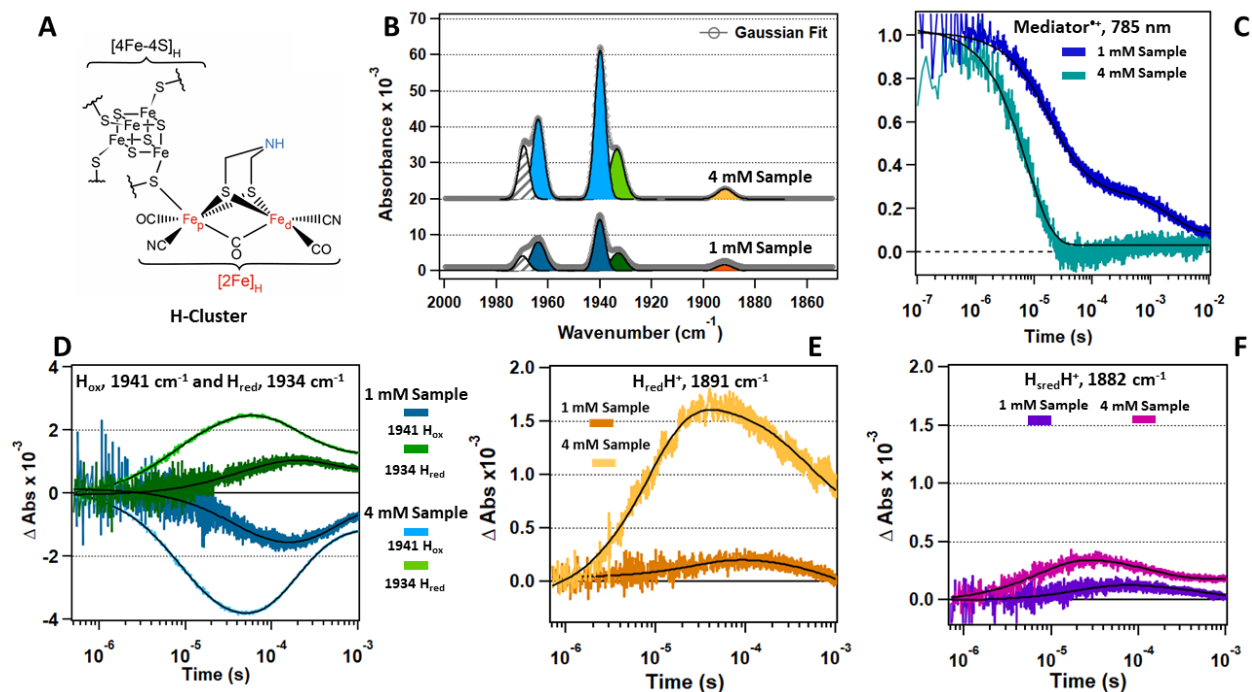 A
[4Fe-4S]H
S
S
Fe
S
S
Fe
Fe
S
Fe
S
S
S
NH
S
S
OC
Fep
Fed
CN
NC
C
O
CO
[2Fe]H
H-Cluster
B
Gaussian Fit
Absorbance x 10-3
60
40
20
4 mM Sample
20
10
0
1 mM Sample
2000 1980 1960 1940 1920 1900 1880 1860
Wavenumber (cm-1)
C
Mediator•+, 785 nm
1 mM Sample
4 mM Sample
1.0
0.8
0.6
0.4
0.2
0.0
10-7 10-6 10-5 10-4 10-3 10-2
Time (s)
D
Hox, 1941 cm-1 and Hred, 1934 cm-1
Δ Abs x 10-3
4
2
0
-2
-4
10-6 10-5 10-4 10-3
Time (s)
1 mM Sample
1941 Hox
1934 Hred
4 mM Sample
1941 Hox
1934 Hred
E
HredH+, 1891 cm-1
1 mM Sample
4 mM Sample
Δ Abs x10-3
2.0
1.5
1.0
0.5
0.0
10-6 10-5 10-4 10-3
Time (s)
F
HsredH+, 1882 cm-1
1 mM Sample 4 mM Sample
Δ Abs x10-3
2.0
1.5
1.0
0.5
0.0
10-6 10-5 10-4 10-3
Time (s)